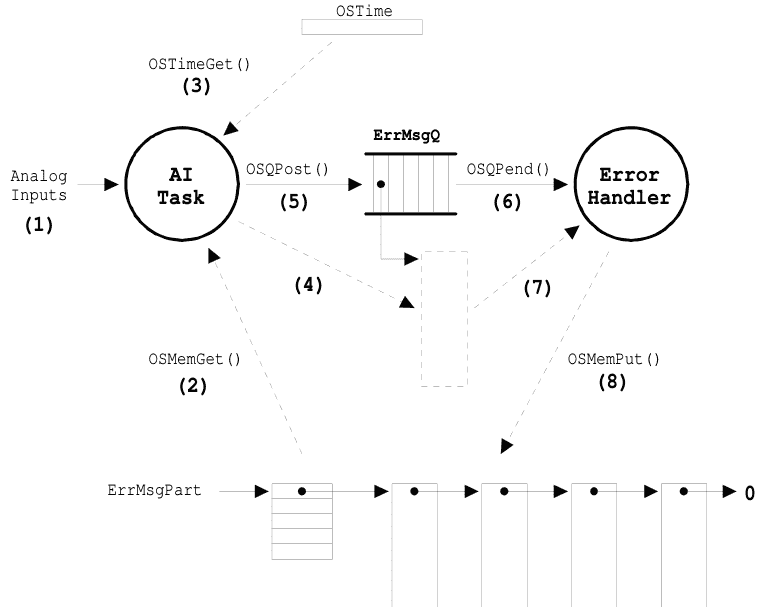 OSTime
OSTimeGet()
(3)
ErrMsgQ
Analog
Inputs
(1)
AI
Task
OSQPost()
(5)
OSQPend()
(6)
Error
Handler
(4)
(7)
OSMemGet()
(2)
OSMemPut()
(8)
ErrMsgPart
0